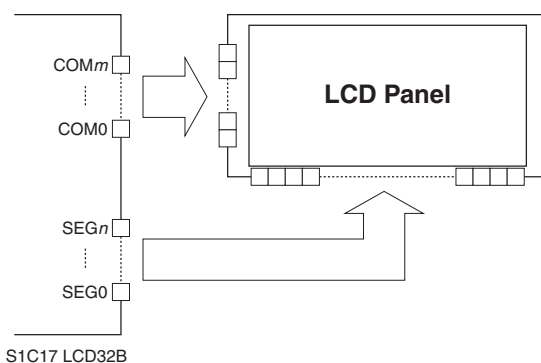 COMm
COM0
SEGn
SEG0
S1C17 LCD32B
LCD Panel